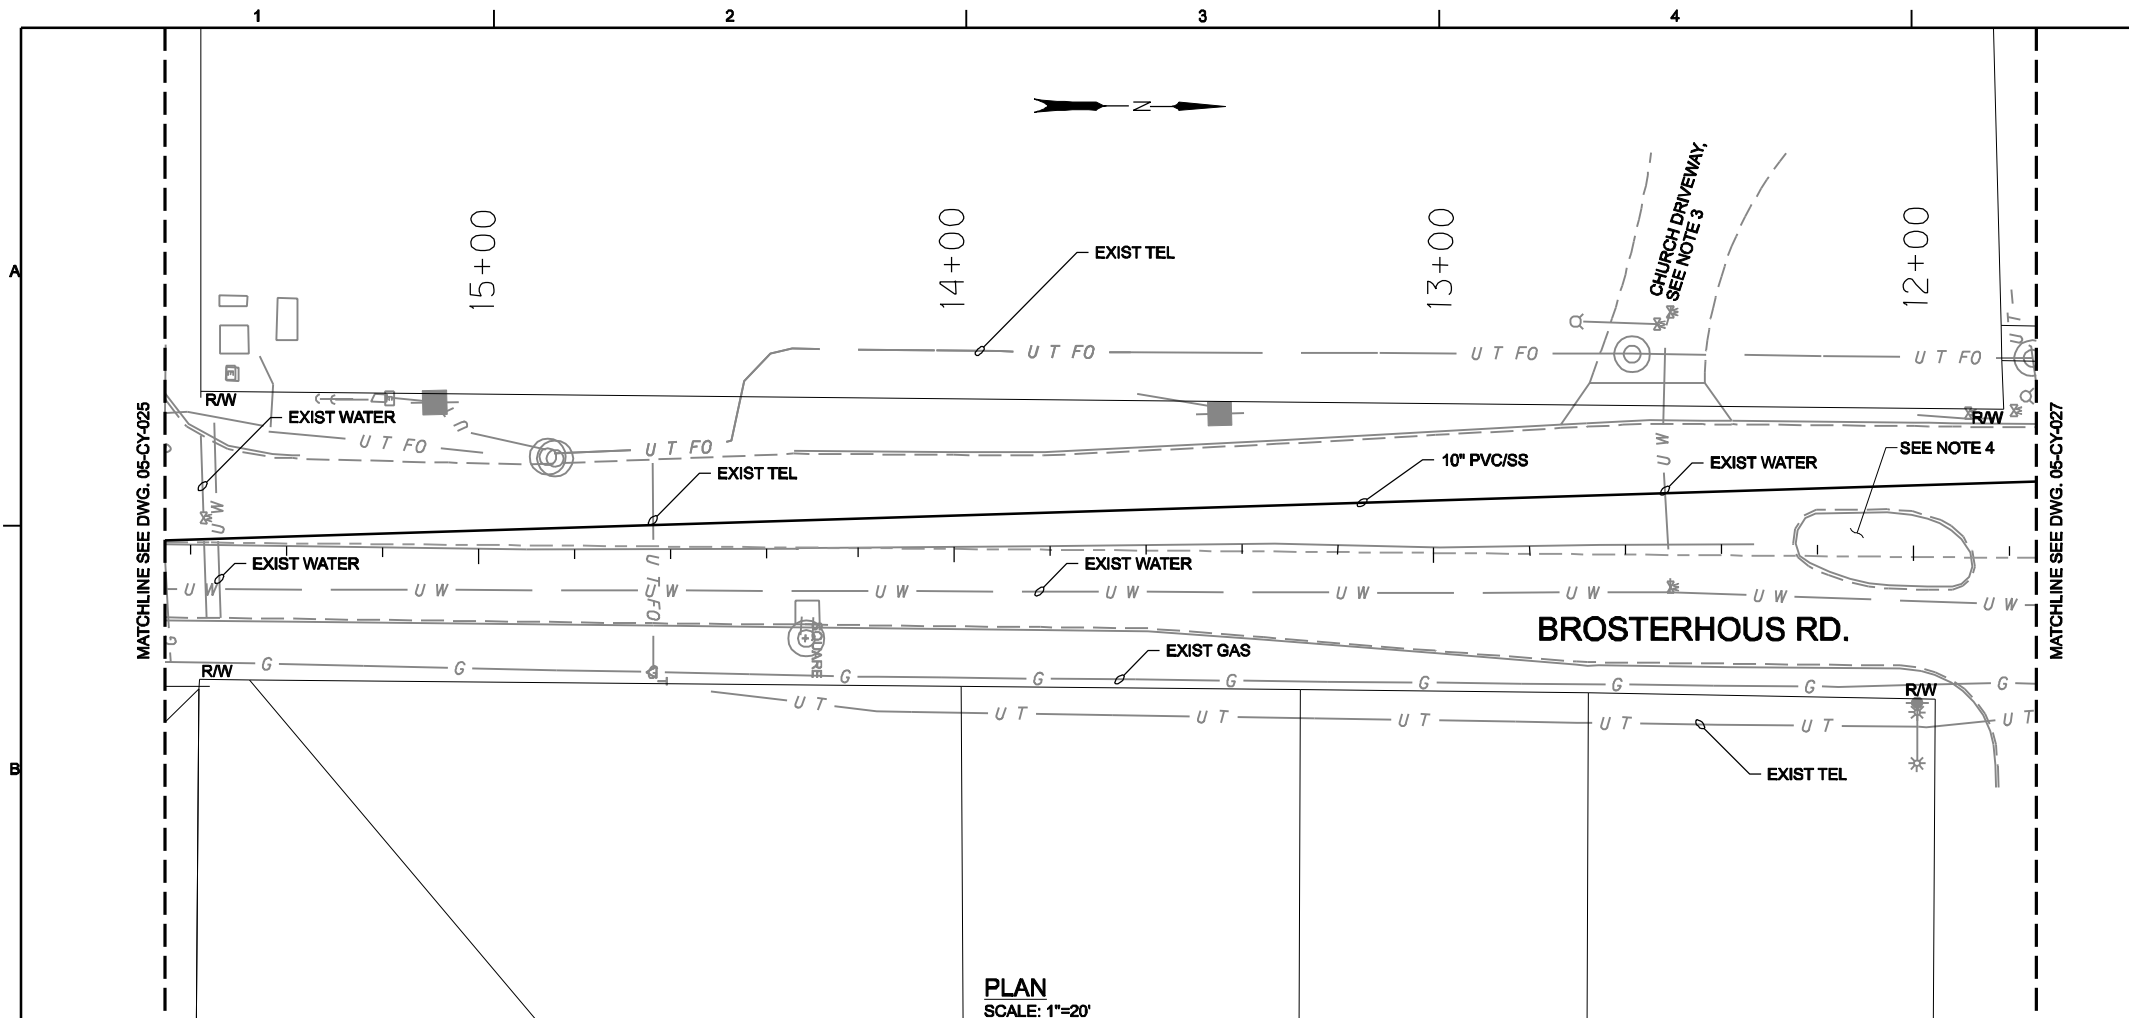 1
2
3
4
N
CHURCH DRIVEWAY,
SEE NOTE 3
15+00
14+00
13+00
12+00
A
EXIST TEL
U T FO
U T FO
U T FO
U T
E
E
R/W
R/W
EXIST WATER
U T FO
U T FO
EXIST TEL
10" PVC/SS
EXIST WATER
SEE NOTE 4
U W
U W
MATCHLINE SEE DWG. 05-CY-025
MATCHLINE SEE DWG. 05-CY-027
EXIST WATER
EXIST WATER
U T FO
U W
U W
U W
U W
U W
U W
U W
U W
U W
BROSTERHOUS RD.
SQUARE
EXIST GAS
R/W
G
G
G
G
G
G
G
G
G
G
T
R/W
U T
U T
U T
U T
U T
U T
U T
B
EXIST TEL
PLAN
SCALE: 1"=20'